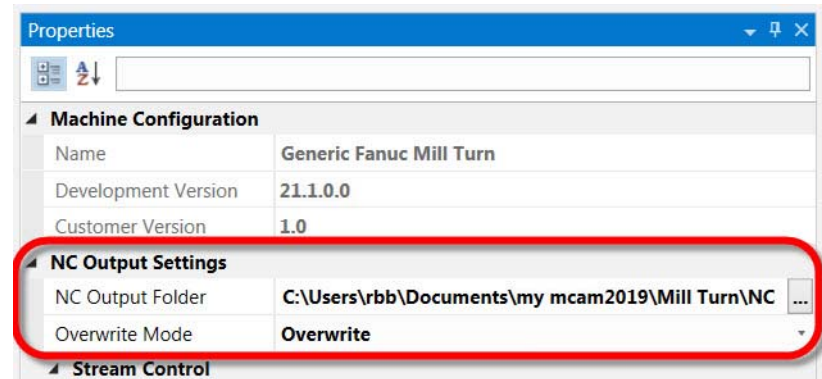 Properties
Machine Configuration
Name Generic Fanuc Mill Turn
Development Version 21.1.0.0
Customer Version 1.0
NC Output Settings
NC Output Folder C:\Users\rbb\Documents\my mcam2019\Mill Turn\NC ...
Overwrite Mode Overwrite
Stream Control